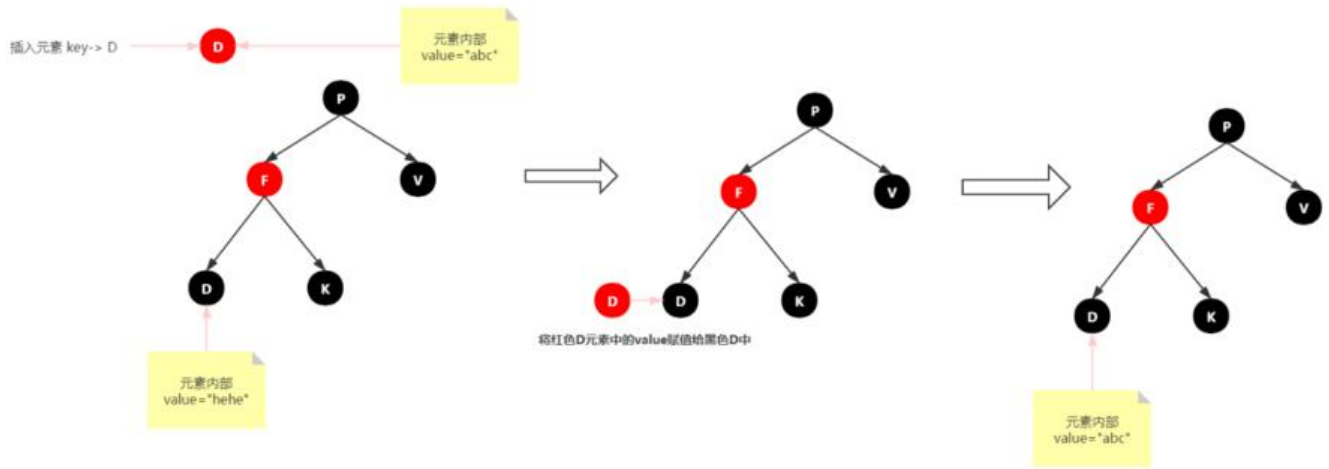 插入元素 key-> D
D
元素内部
value="abc"
P
F
V
D
K
元素内部
value="hehe"
P
F
V
D
D
K
将红色D元素中的value赋值给黑色D中
P
F
V
D
K
元素内部
value="abc"